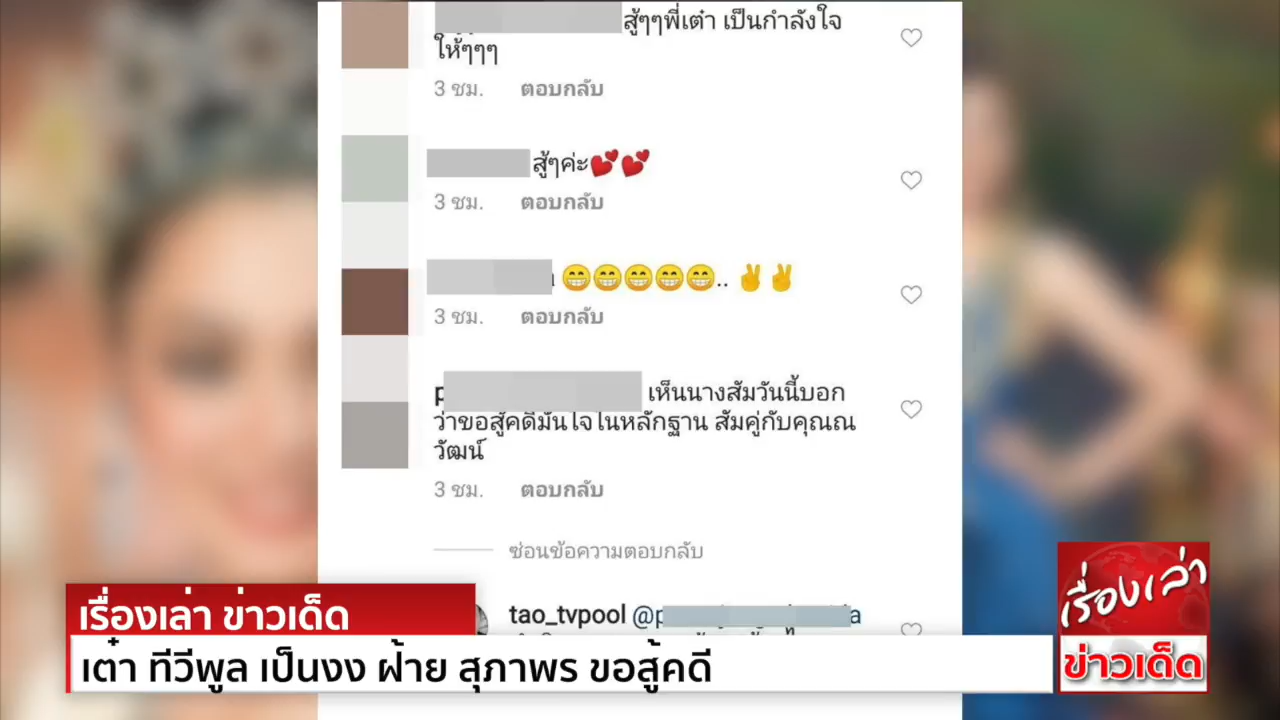 สู้ๆๆพี่เต๋า เป็นกำลังใจ
ให้ๆๆๆ
3 ชม. ตอบกลับ
สู้ๆค่ะ💕💕
3 ชม. ตอบกลับ
😁😁😁😁😁.. ✌✌
3 ชม. ตอบกลับ
เห็นนางสัมวันนี้บอก
ว่าขอสู้คดีมั่นใจในหลักฐาน สัมคู่กับคุณณ
วัฒน์
3 ชม. ตอบกลับ
ซ่อนข้อความตอบกลับ
tao_tvpool
เรื่องเล่า ข่าวเด็ด
เต๋า ทีวีพูล เป็นงง ฝ้าย สุภาพร ขอสู้คดี
เรื่องเล่า
ข่าวเด็ด